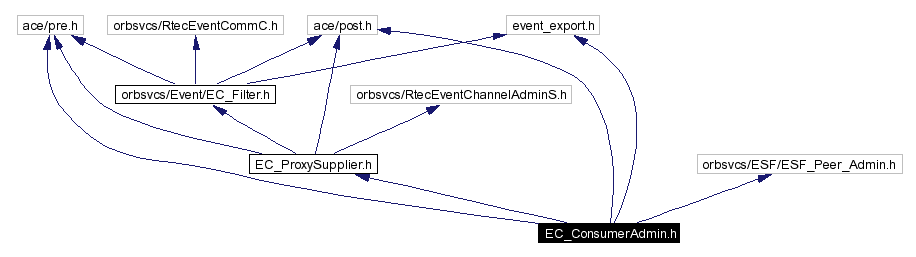 ace/pre.h
orbsvcs/RtecEventCommC.h
ace/post.h
event_export.h
orbsvcs/Event/EC_Filter.h
orbsvcs/RtecEventChannelAdminS.h
EC_ProxySupplier.h
orbsvcs/ESF/ESF_Peer_Admin.h
EC_ConsumerAdmin.h